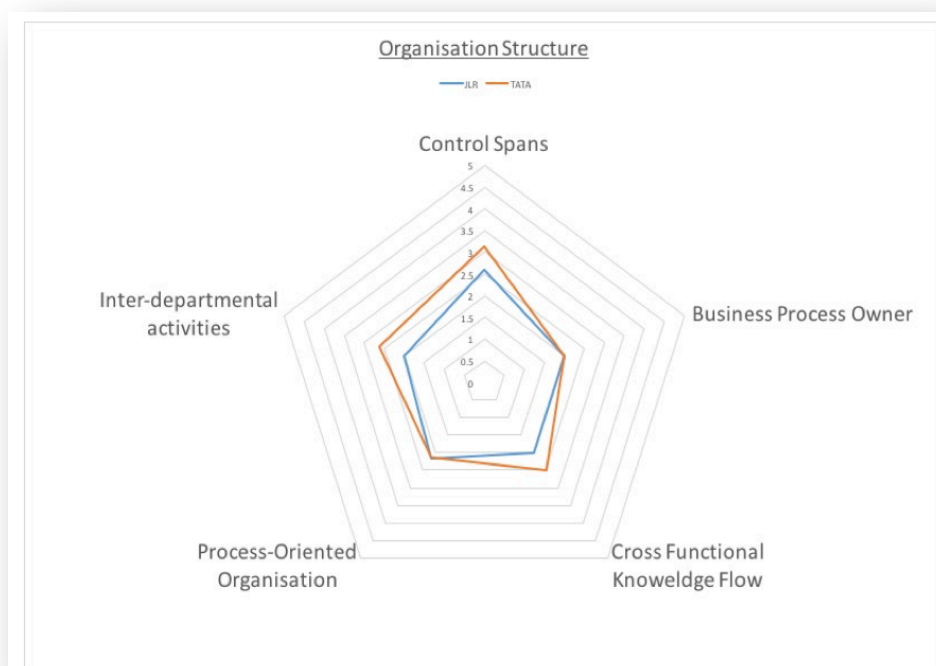 Organisation Structure
JLR TATA
Control Spans
5
4.5
4
3.5
3
2.5
2
1.5
1
0.5
0
Inter-departmental
activities
Business Process Owner
Process-Oriented
Organisation
Cross Functional
Knoweldge Flow